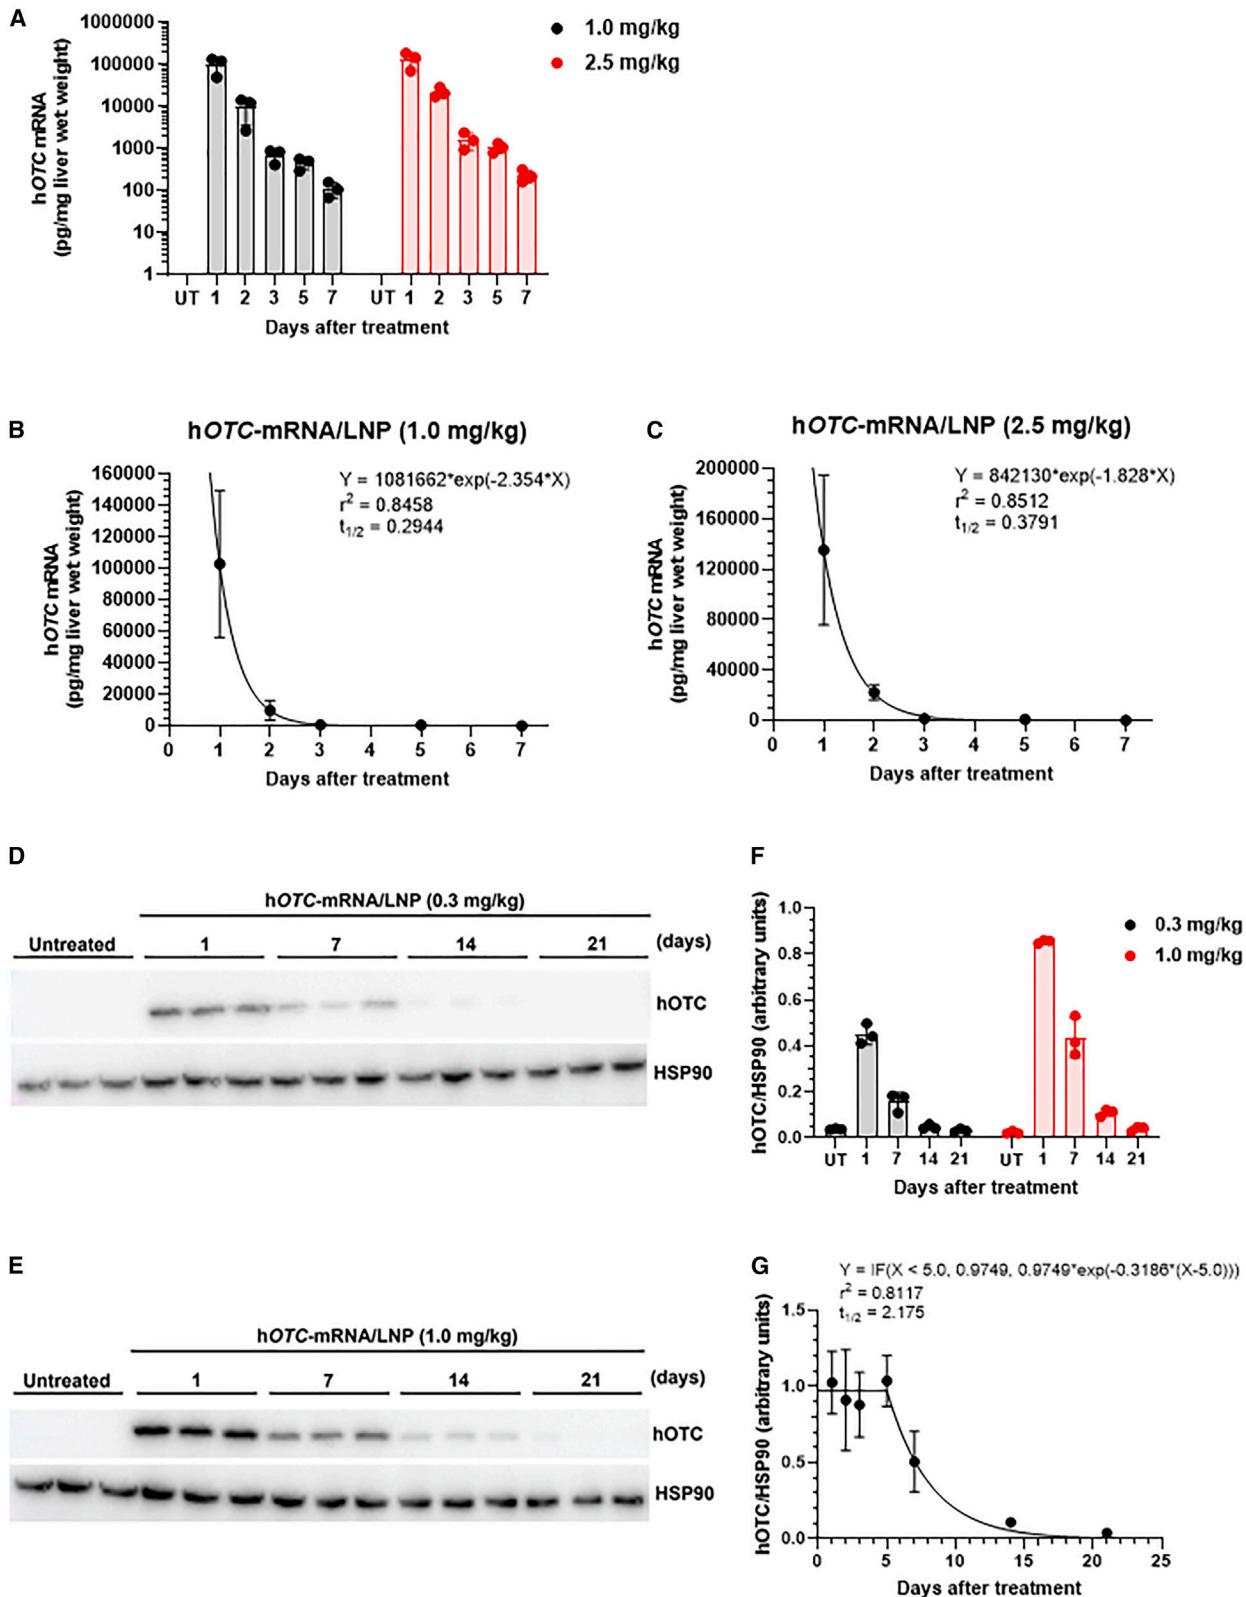 A
hOTC mRNA
(pg/mg liver wet weight)
1000000
100000
10000
1000
100
10
1
UT 1 2 3 5 7 UT 1 2 3 5 7
Days after treatment
1.0 mg/kg
2.5 mg/kg
B
hOTC-mRNA/LNP (1.0 mg/kg)
Y = 1081662*exp(-2.354*X)
r² = 0.8458
t1/2 = 0.2944
hOTC mRNA
(pg/mg liver wet weight)
160000
140000
120000
100000
80000
60000
40000
20000
0
0 1 2 3 4 5 6 7
Days after treatment
C
hOTC-mRNA/LNP (2.5 mg/kg)
Y = 842130*exp(-1.828*X)
r² = 0.8512
t1/2 = 0.3791
hOTC mRNA
(pg/mg liver wet weight)
200000
160000
120000
80000
40000
0
0 1 2 3 4 5 6 7
Days after treatment
D
hOTC-mRNA/LNP (0.3 mg/kg)
Untreated 1 7 14 21 (days)
hOTC
HSP90
F
hOTC/HSP90 (arbitrary units)
1.0
0.8
0.6
0.4
0.2
0.0
UT 1 7 14 21 UT 1 7 14 21
Days after treatment
0.3 mg/kg
1.0 mg/kg
E
hOTC-mRNA/LNP (1.0 mg/kg)
Untreated 1 7 14 21 (days)
hOTC
HSP90
G
Y = IF(X < 5.0, 0.9749, 0.9749*exp(-0.3186*(X-5.0)))
r² = 0.8117
t1/2 = 2.175
hOTC/HSP90 (arbitrary units)
1.5
1.0
0.5
0.0
0 5 10 15 20 25
Days after treatment